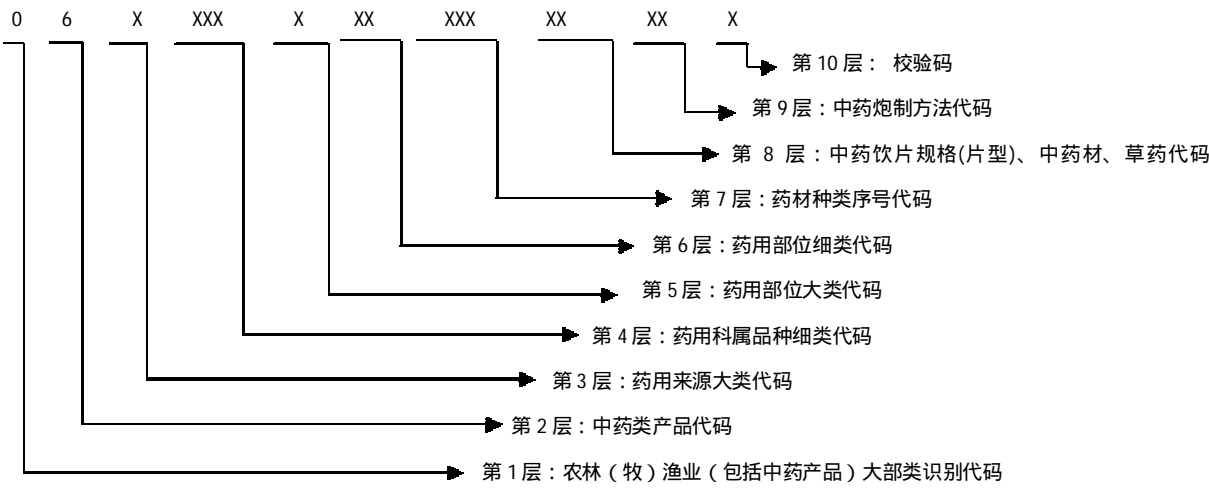 0 6 X XXX X XX XXX XX XX X
第 10 层： 校验码
第 9 层：中药炮制方法代码
第 8 层：中药饮片规格(片型)、中药材、草药代码
第 7 层：药材种类序号代码
第 6 层：药用部位细类代码
第 5 层：药用部位大类代码
第 4 层：药用科属品种细类代码
第 3 层：药用来源大类代码
第 2 层：中药类产品代码
第 1 层：农林（牧）渔业（包括中药产品）大部类识别代码